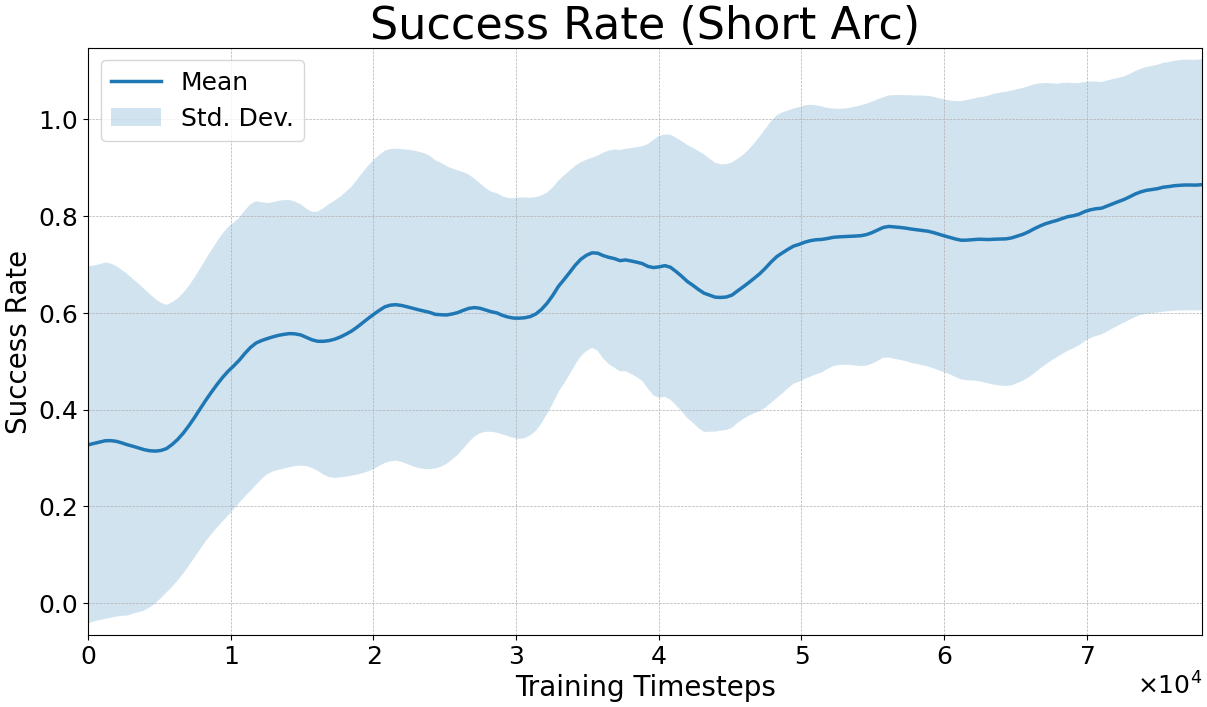 Success Rate (Short Arc)
Mean
Std. Dev.
Success Rate
1.0
0.8
0.6
0.4
0.2
0.0
0 1 2 3 4 5 6 7
×10⁴
Training Timesteps